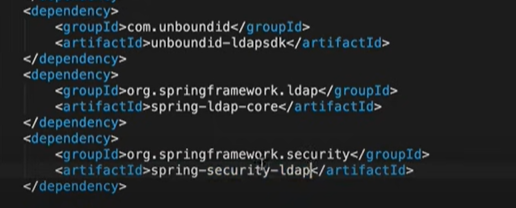 <dependency>
<groupId>com.unboundid</groupId>
<artifactId>unboundid-ldapsdk</artifactId>
</dependency>
<dependency>
<groupId>org.springframework.ldap</groupId>
<artifactId>spring-ldap-core</artifactId>
</dependency>
<dependency>
<groupId>org.springframework.security</groupId>
<artifactId>spring-security-ldap</artifactId>
</dependency>